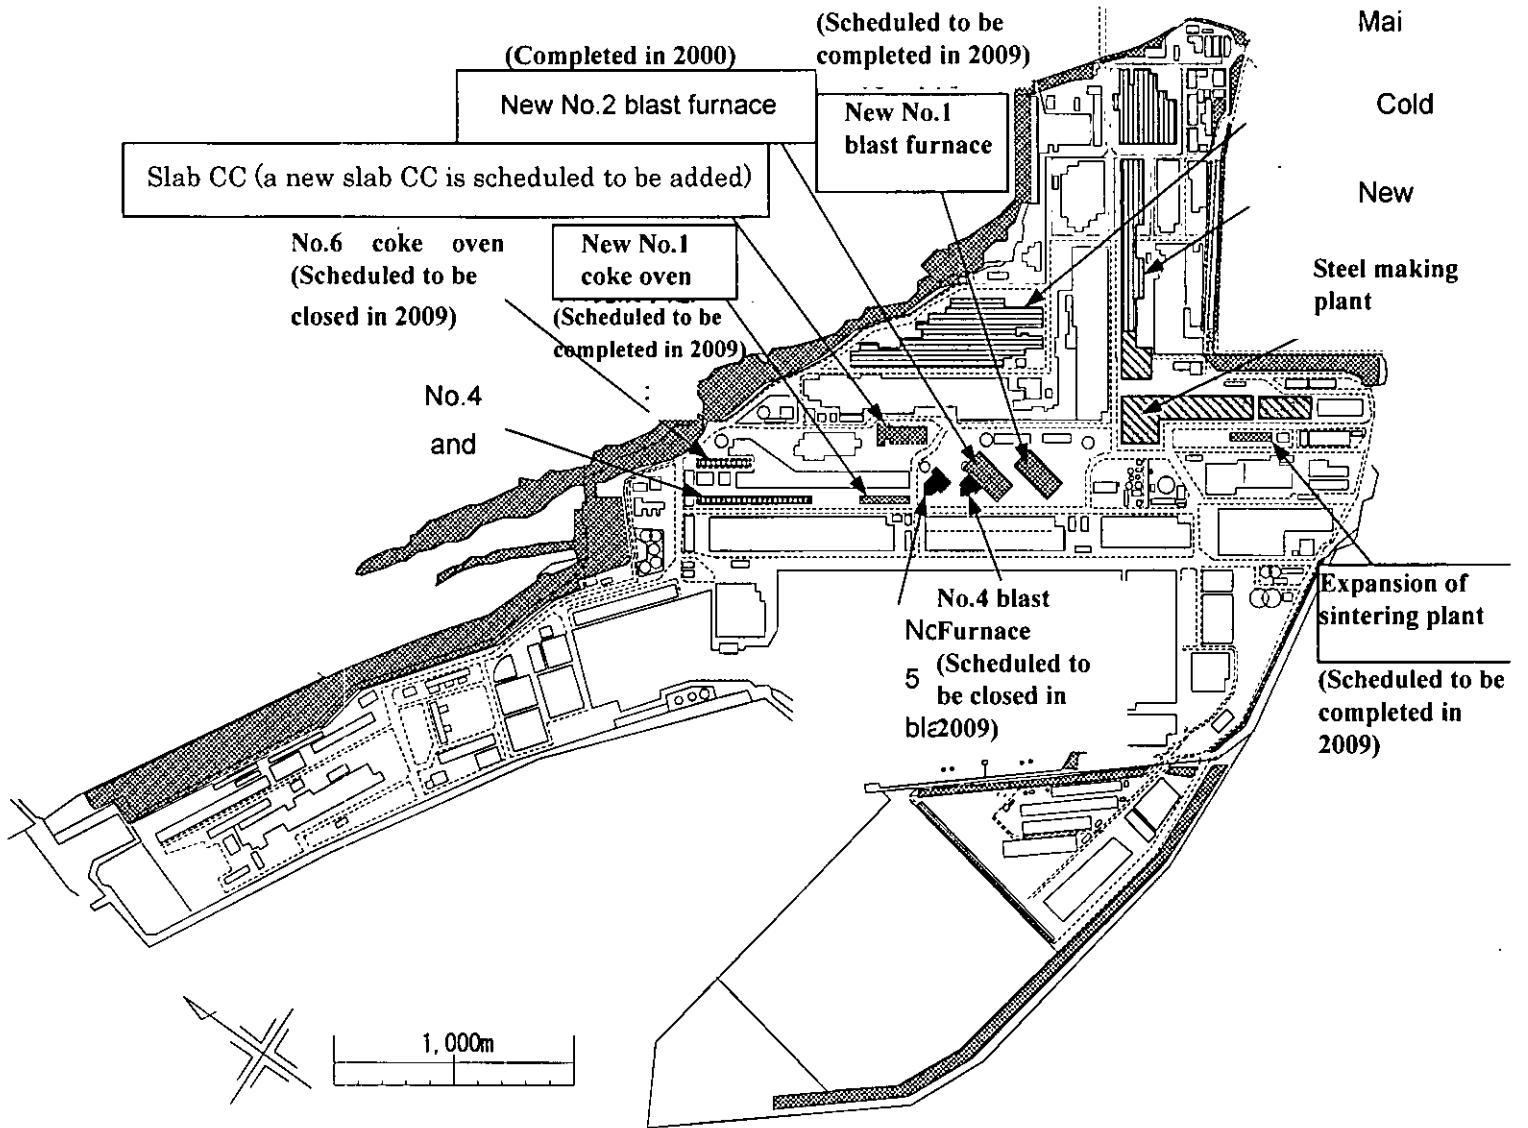 (Scheduled to be
completed in 2009)
Mai
(Completed in 2000)
New No.2 blast furnace
New No.1
blast furnace
Cold
Slab CC (a new slab CC is scheduled to be added)
New
No.6 coke oven
(Scheduled to be
closed in 2009)
New No.1
coke oven
(Scheduled to be
completed in 2009)
Steel making
plant
No.4
and
No.4 blast
Furnace
(Scheduled to
be closed in
2009)
Nc
5
bla
Expansion of
sintering plant
(Scheduled to be
completed in
2009)
1,000m